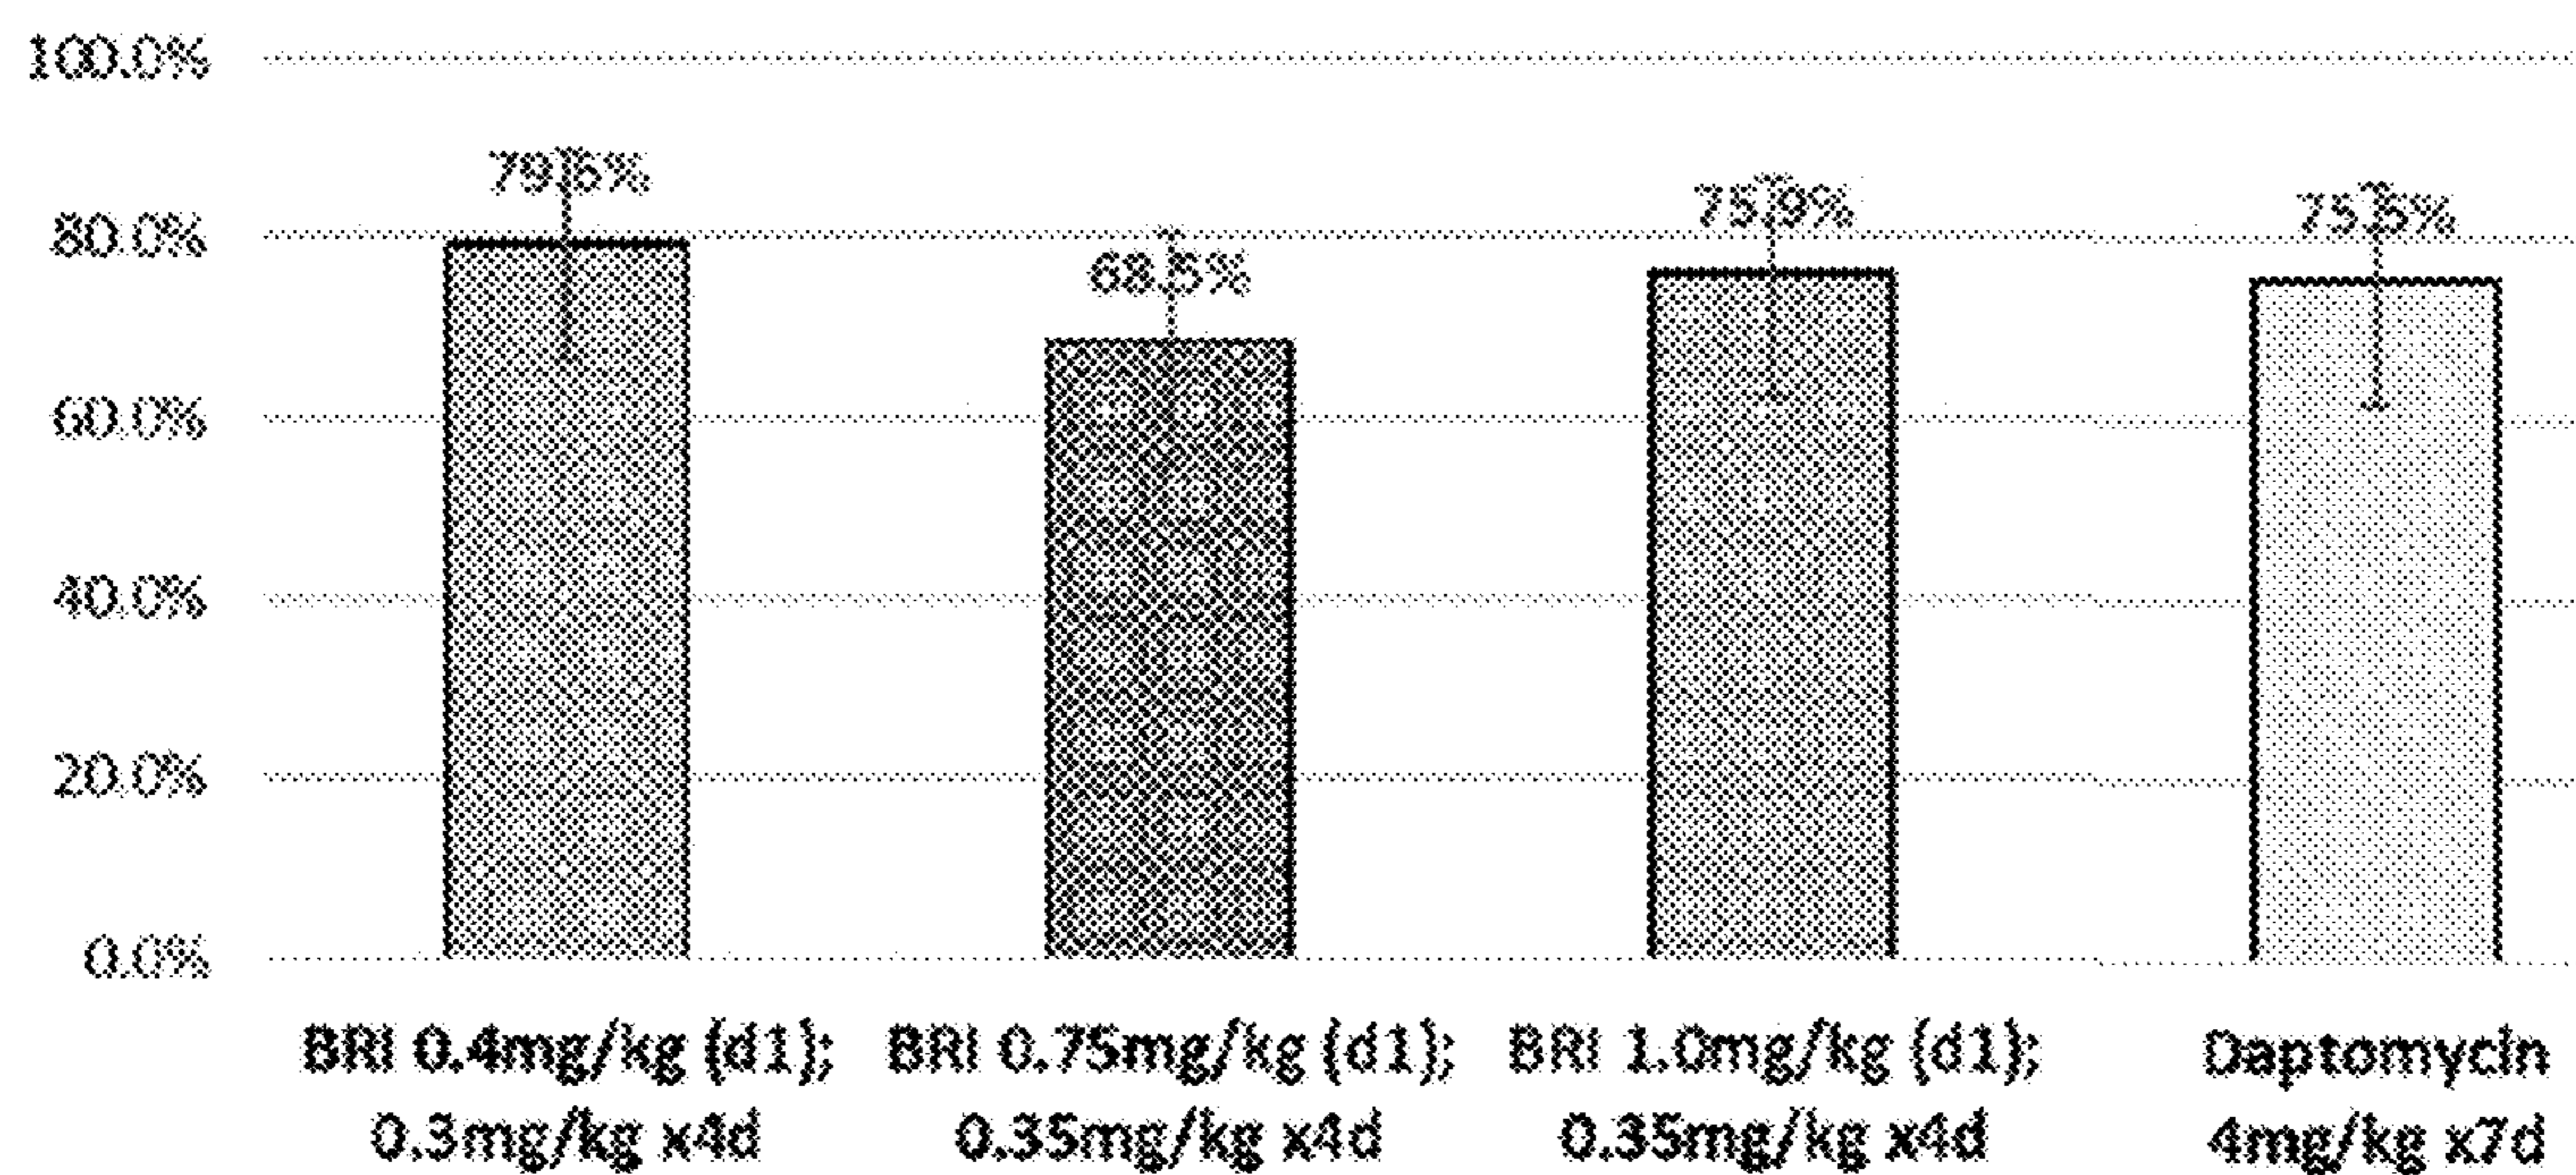 100.0%
80.0%
60.0%
40.0%
20.0%
0.0%
79.6%
68.5%
75.9%
75.5%
BRI 0.4mg/kg (d1);
0.3mg/kg x4d
BRI 0.75mg/kg (d1);
0.35mg/kg x4d
BRI 1.0mg/kg (d1);
0.35mg/kg x4d
Daptomycin
4mg/kg x7d